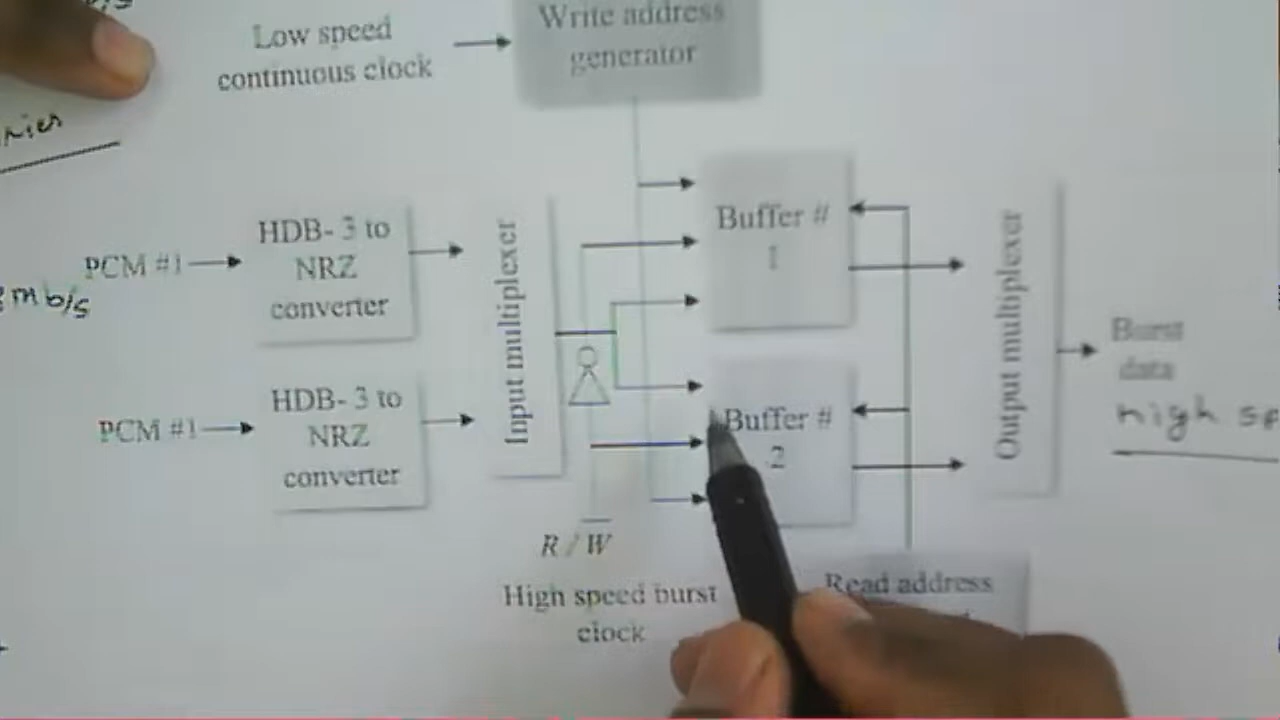 Low speed
continuous clock
Write address
generator
HDB- 3 to
NRZ
converter
PCM #1
Mb/s
Input multiplexer
Buffer #
1
Output multiplexer
Burst
data
high
HDB- 3 to
NRZ
converter
PCM #1
Buffer #
2
R / W̅
High speed burst
clock
Read address